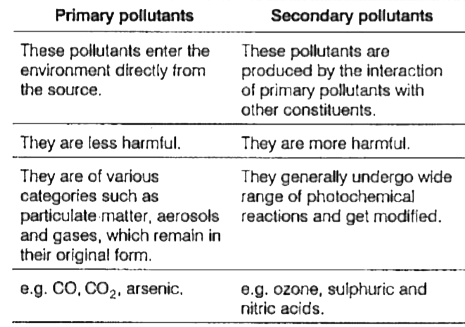 Primary pollutants
Secondary pollutants
These pollutants enter the
environment directly from
the source.
These pollutants are
produced by the interaction
of primary pollutants with
other constituents.
They are less harmful.
They are more harmful.
They are of various
categories such as
particulate matter, aerosols
and gases, which remain in
their original form.
They generally undergo wide
range of photochemical
reactions and get modified.
e.g. CO, CO₂, arsenic.
e.g. ozone, sulphuric and
nitric acids.